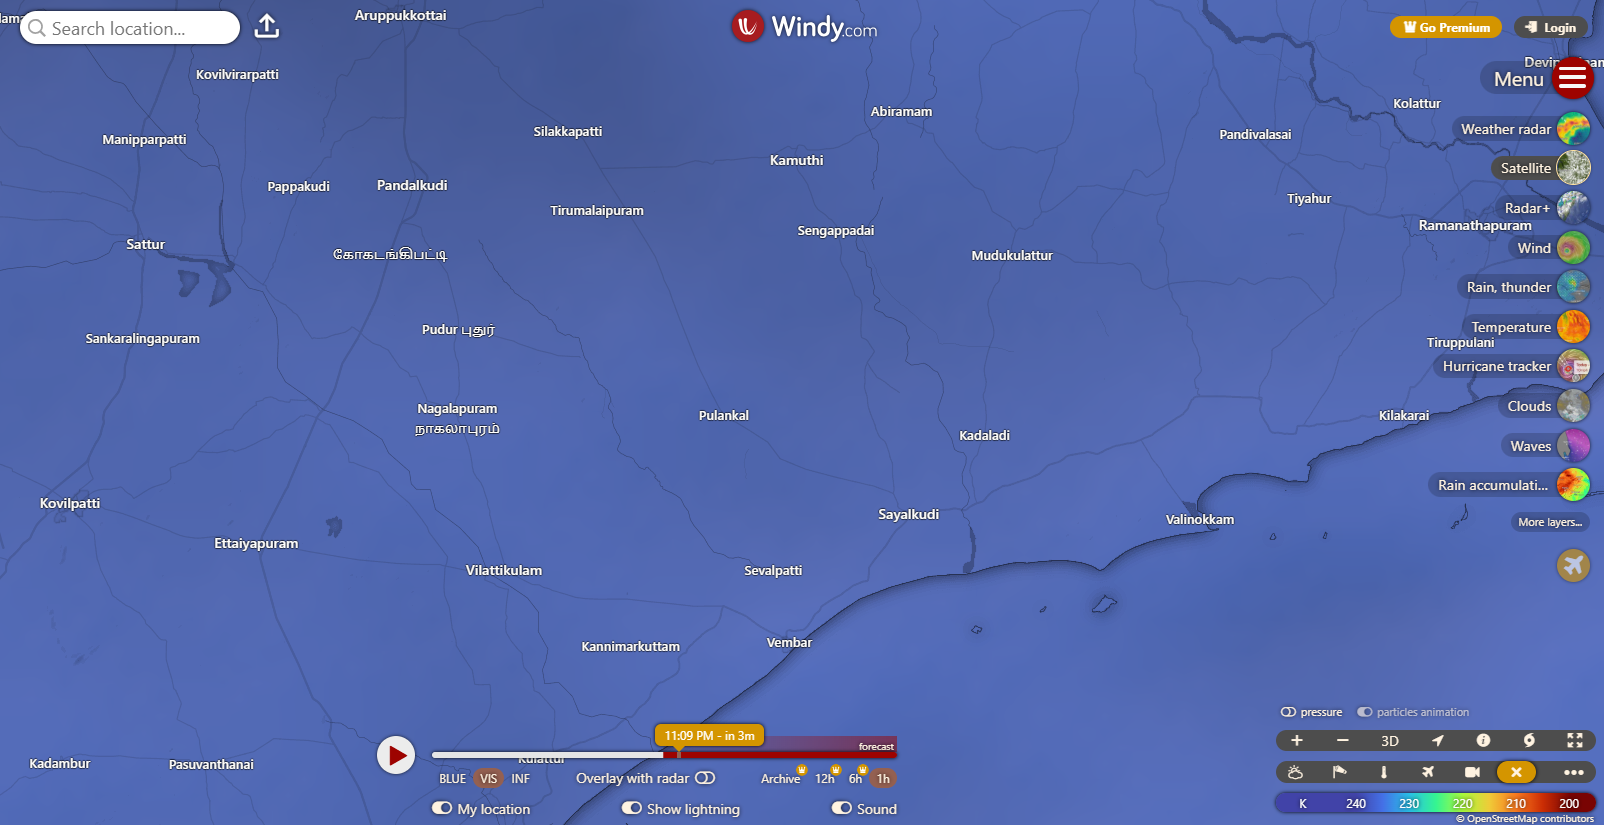 Search location...
Windy.com
Go Premium
Login
Menu
Aruppukkottai
Kovilvirarpatti
Abiramam
Kolattur
Weather radar
Silakkapatti
Pandivalasai
Manipparpatti
Kamuthi
Satellite
Pappakudi
Pandalkudi
Tiyahur
Tirumalaipuram
Radar+
Sengappadai
Ramanathapuram
Sattur
Wind
கோகடங்கிபட்டி
Mudukulattur
Rain, thunder
Pudur புதுர்
Temperature
Sankaralingapuram
Tiruppulani
Hurricane tracker
Nagalapuram
நாகலாபுரம்
Pulankal
Clouds
Kilakarai
Kadaladi
Waves
Rain accumulati...
Kovilpatti
Sayalkudi
Valinokkam
More layers...
Ettaiyapuram
Vilattikulam
Sevalpatti
Kannimarkuttam
Vembar
pressure
particles animation
11:09 PM - in 3m
forecast
3D
Kadambur
Pasuvanthanai
BLUE VIS INF
Overlay with radar
Archive 12h 6h 1h
My location
Show lightning
Sound
K 240 230 220 210 200
© OpenStreetMap contributors